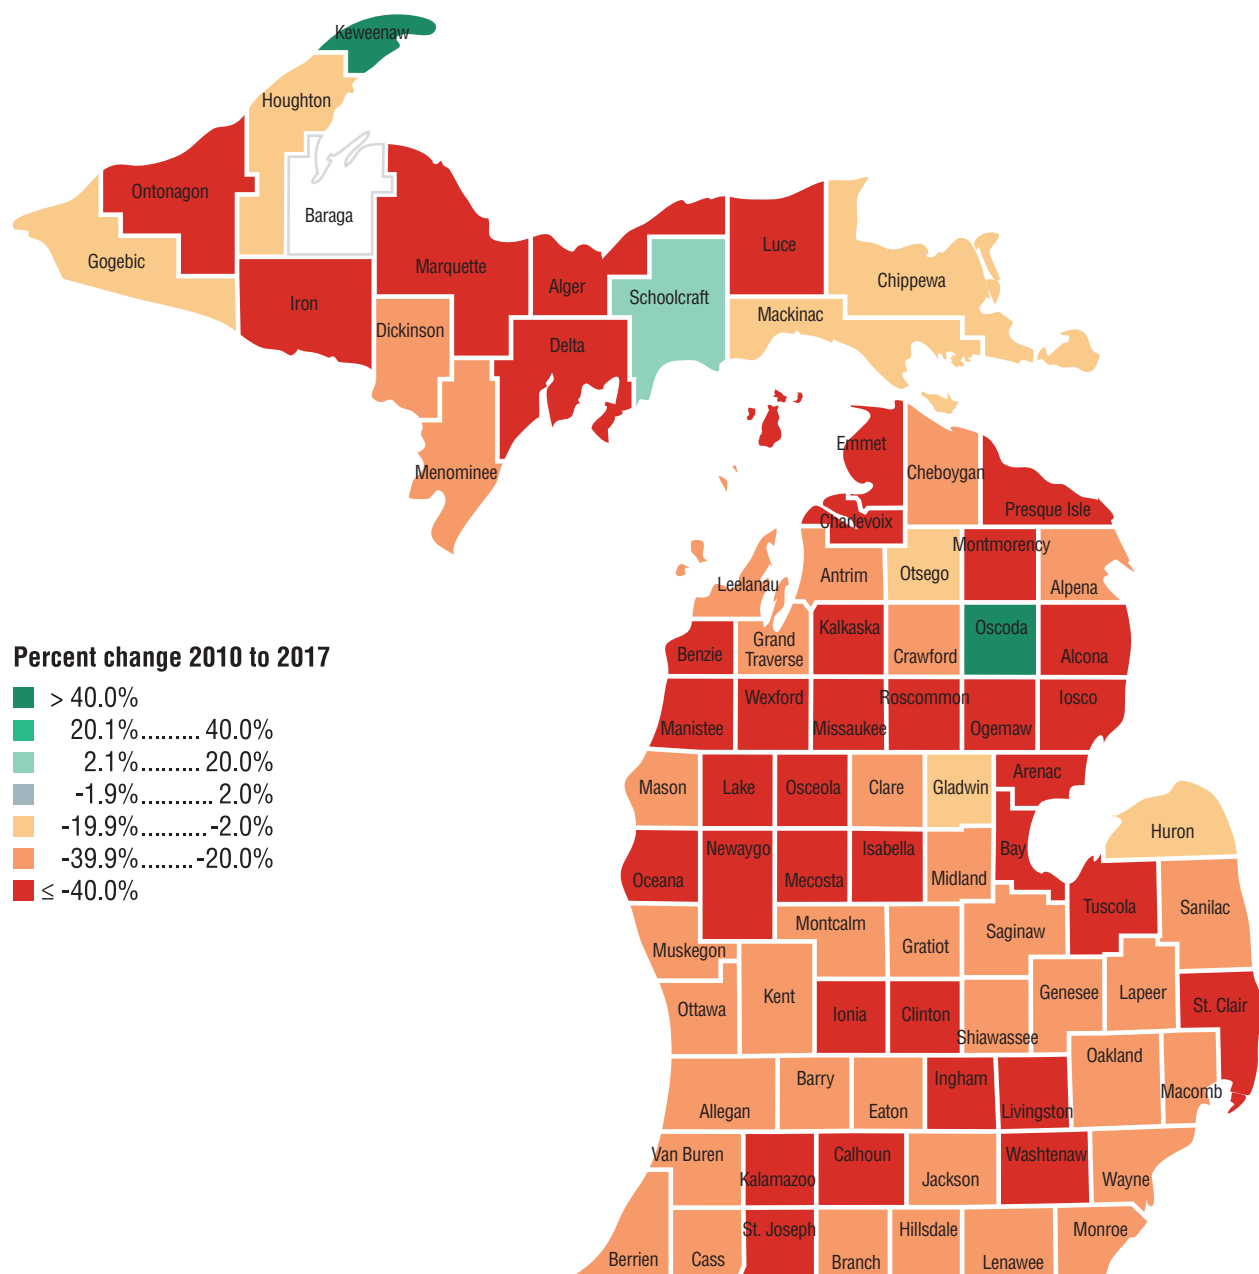 Keweenaw
Houghton
Ontonagon
Baraga
Gogebic
Luce
Marquette
Chippewa
Alger
Schoolcraft
Iron
Mackinac
Dickinson
Delta
Emmet
Menominee
Cheboygan
Presque Isle
Charlevoix
Montmorency
Antrim
Otsego
Leelanau
Alpena
Kalkaska
Oscoda
Grand
Traverse
Benzie
Crawford
Alcona
Percent change 2010 to 2017
> 40.0%
20.1%......... 40.0%
2.1%.......... 20.0%
-1.9%.......... 2.0%
-19.9%..........-2.0%
-39.9%........-20.0%
≤ -40.0%
Wexford
Roscommon
Iosco
Manistee
Missaukee
Ogemaw
Arenac
Mason
Lake
Osceola
Clare
Gladwin
Huron
Newaygo
Isabella
Bay
Oceana
Mecosta
Midland
Tuscola
Sanilac
Montcalm
Saginaw
Muskegon
Gratiot
Kent
Genesee
Lapeer
Ottawa
Ionia
Clinton
St. Clair
Shiawassee
Oakland
Barry
Ingham
Macomb
Allegan
Eaton
Livingston
Van Buren
Calhoun
Washtenaw
Kalamazoo
Jackson
Wayne
St. Joseph
Hillsdale
Monroe
Berrien
Cass
Branch
Lenawee